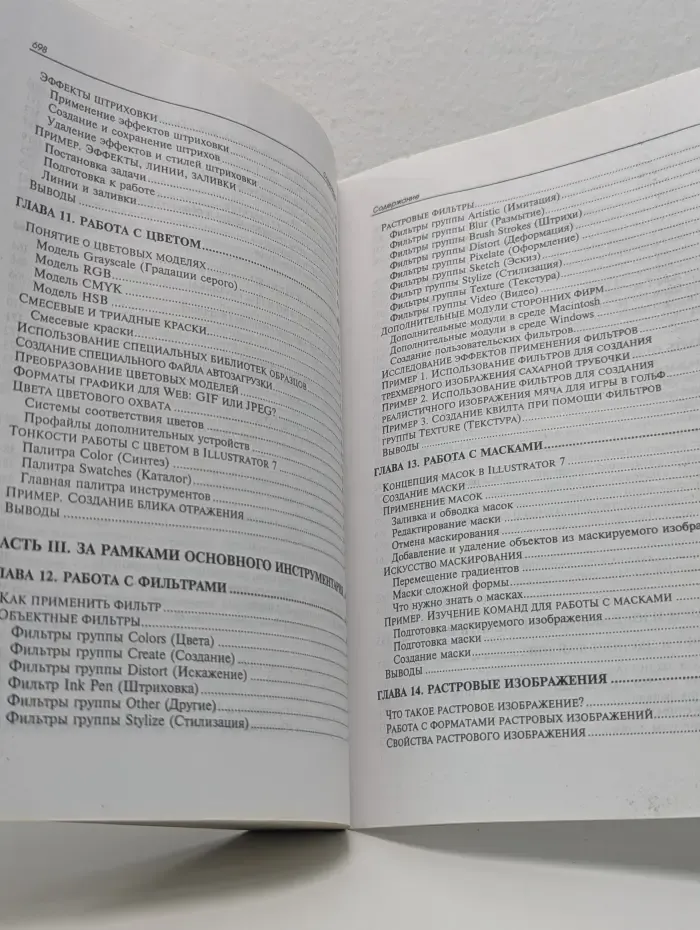 698
ЭФФЕКТЫ ШТРИХОВКИ
Применение эффектов штриховки
Создание и сохранение штрихов
Удаление эффектов и стилей штриховки
ПРИМЕР. ЭФФЕКТЫ, ЛИНИИ, ЗАЛИВКИ
Постановка задачи
Подготовка к работе
Линии и заливки
ВЫВОДЫ
ГЛАВА 11. РАБОТА С ЦВЕТОМ
ПОНЯТИЕ О ЦВЕТОВЫХ МОДЕЛЯХ
Модель Grayscale (Градации серого)
Модель RGB
Модель CMYK
Модель HSB
СМЕСЕВЫЕ И ТРИАДНЫЕ КРАСКИ
Смесевые краски
ИСПОЛЬЗОВАНИЕ СПЕЦИАЛЬНЫХ БИБЛИОТЕК ОБРАЗЦОВ
СОЗДАНИЕ СПЕЦИАЛЬНОГО ФАЙЛА АВТОЗАГРУЗКИ
ПРЕОБРАЗОВАНИЕ ЦВЕТОВЫХ МОДЕЛЕЙ
ФОРМАТЫ ГРАФИКИ ДЛЯ WEB: GIF ИЛИ JPEG?
ЦВЕТА ЦВЕТОВОГО ОХВАТА
Системы соответствия цветов
Профайлы дополнительных устройств
ТОНКОСТИ РАБОТЫ С ЦВЕТОМ В ILLUSTRATOR 7
Палитра Color (Синтез)
Палитра Swatches (Каталог)
Главная палитра инструментов
ПРИМЕР. СОЗДАНИЕ БЛИКА ОТРАЖЕНИЯ
ВЫВОДЫ
АСТЬ III. ЗА РАМКАМИ ОСНОВНОГО ИНСТРУМЕНТАРИЯ
ЛАВА 12. РАБОТА С ФИЛЬТРАМИ
КАК ПРИМЕНИТЬ ФИЛЬТР
ОБЪЕКТНЫЕ ФИЛЬТРЫ
Фильтры группы Colors (Цвета)
Фильтры группы Create (Создание)
Фильтры группы Distort (Искажение)
Фильтр Ink Pen (Штриховка)
Фильтры группы Other (Другие)
Фильтры группы Stylize (Стилизация)
Содержание
РАСТРОВЫЕ ФИЛЬТРЫ
Фильтры группы Artistic (Имитация)
Фильтры группы Blur (Размытие)
Фильтры группы Brush Strokes (Штрихи)
Фильтры группы Distort (Деформация)
Фильтры группы Pixelate (Оформление)
Фильтры группы Sketch (Эскиз)
Фильтр группы Stylize (Стилизация)
Фильтры группы Texture (Текстура)
Фильтры группы Video (Видео)
ДОПОЛНИТЕЛЬНЫЕ МОДУЛИ СТОРОННИХ ФИРМ
Дополнительные модули в среде Macintosh
Дополнительные модули в среде Windows
Создание пользовательских фильтров
ИССЛЕДОВАНИЕ ЭФФЕКТОВ ПРИМЕНЕНИЯ ФИЛЬТРОВ
ПРИМЕР 1. ИСПОЛЬЗОВАНИЕ ФИЛЬТРОВ ДЛЯ СОЗДАНИЯ
ТРЕХМЕРНОГО ИЗОБРАЖЕНИЯ САХАРНОЙ ТРУБОЧКИ
ПРИМЕР 2. ИСПОЛЬЗОВАНИЕ ФИЛЬТРОВ ДЛЯ СОЗДАНИЯ
РЕАЛИСТИЧНОГО ИЗОБРАЖЕНИЯ МЯЧА ДЛЯ ИГРЫ В ГОЛЬФ
ПРИМЕР 3. СОЗДАНИЕ КВИЛТА ПРИ ПОМОЩИ ФИЛЬТРОВ
ГРУППЫ TEXTURE (ТЕКСТУРА)
ВЫВОДЫ
ГЛАВА 13. РАБОТА С МАСКАМИ
КОНЦЕПЦИЯ МАСОК В ILLUSTRATOR 7
СОЗДАНИЕ МАСКИ
ПРИМЕНЕНИЕ МАСОК
Заливка и обводка масок
Редактирование маски
Отмена маскирования
Добавление и удаление объектов из маскируемого изобра
ИСКУССТВО МАСКИРОВАНИЯ
Перемещение градиентов
Маски сложной формы
Что нужно знать о масках
ПРИМЕР. ИЗУЧЕНИЕ КОМАНД ДЛЯ РАБОТЫ С МАСКАМИ
Подготовка маскируемого изображения
Подготовка маски
Создание маски
ВЫВОДЫ
ГЛАВА 14. РАСТРОВЫЕ ИЗОБРАЖЕНИЯ
ЧТО ТАКОЕ РАСТРОВОЕ ИЗОБРАЖЕНИЕ?
РАБОТА С ФОРМАТАМИ РАСТРОВЫХ ИЗОБРАЖЕНИЙ
СВОЙСТВА РАСТРОВОГО ИЗОБРАЖЕНИЯ